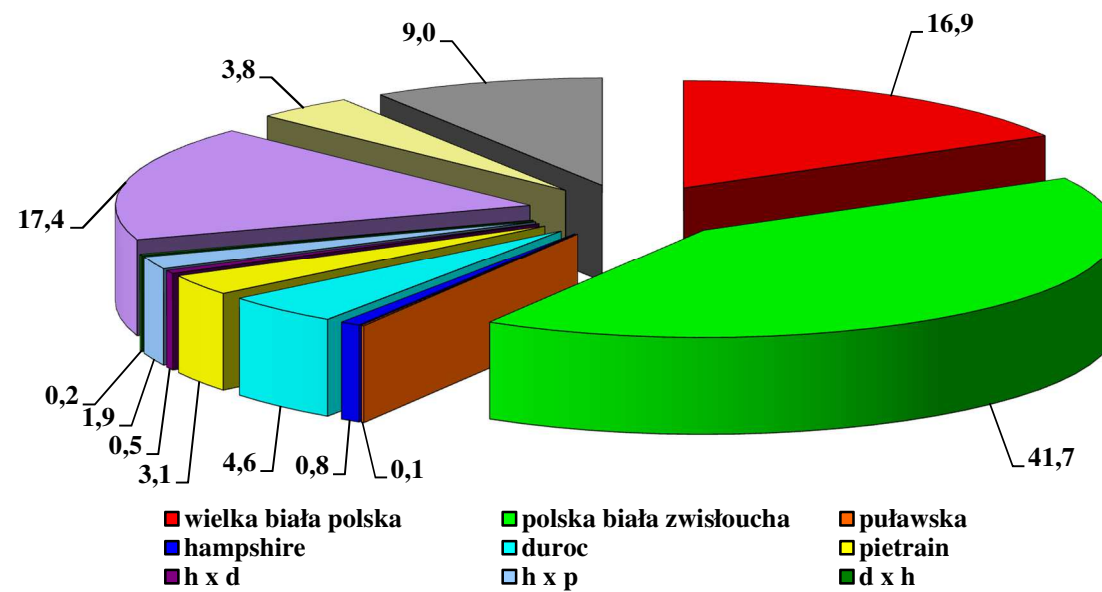 9,0
16,9
3,8
17,4
0,2
1,9
0,5
3,1
4,6
0,8
0,1
41,7
wielka biała polska
polska biała zwisłoucha
puławska
hampshire
duroc
pietrain
h x d
h x p
d x h